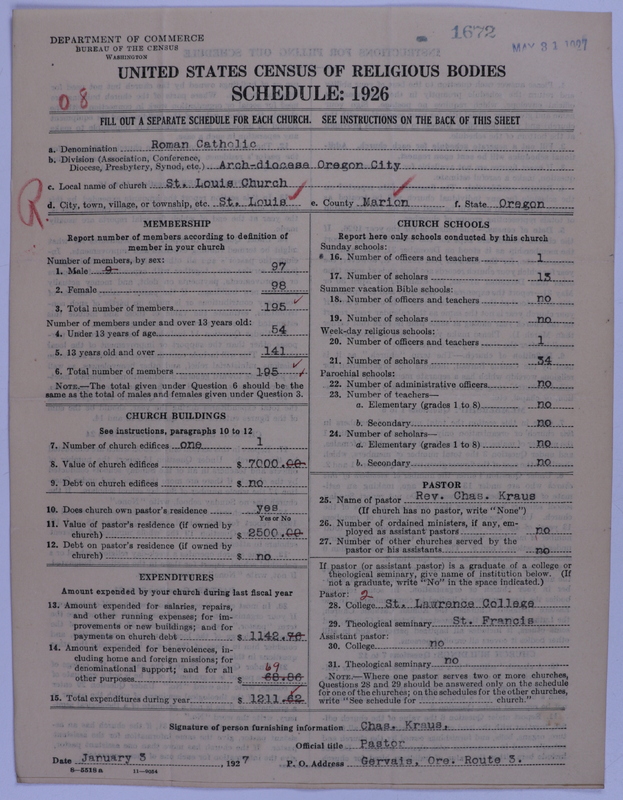 1672
MAY 31 1927
DEPARTMENT OF COMMERCE
BUREAU OF THE CENSUS
WASHINGTON
UNITED STATES CENSUS OF RELIGIOUS BODIES
SCHEDULE: 1926
08
FILL OUT A SEPARATE SCHEDULE FOR EACH CHURCH. SEE INSTRUCTIONS ON THE BACK OF THIS SHEET
a. Denomination Roman Catholic
b. Division (Association, Conference,
Diocese, Presbytery, Synod, etc.) Arch-diocese Oregon City
c. Local name of church St. Louis Church
R
d. City, town, village, or township, etc. St. Louis e. County Marion f. State Oregon
MEMBERSHIP
Report number of members according to definition of
member in your church
Number of members, by sex:
1. Male 97
2. Female 98
3. Total number of members 195
Number of members under and over 13 years old:
4. Under 13 years of age 54
5. 13 years old and over 141
6. Total number of members 195
NOTE.—The total given under Question 6 should be the
same as the total of males and females given under Question 3.
CHURCH BUILDINGS
See instructions, paragraphs 10 to 12
7. Number of church edifices one 1
8. Value of church edifices $ 7000.00
9. Debt on church edifices $ no
10. Does church own pastor's residence yes
Yes or No
11. Value of pastor's residence (if owned by
church) $ 2500.00
12. Debt on pastor's residence (if owned by
church) $ no
EXPENDITURES
Amount expended by your church during last fiscal year
13. Amount expended for salaries, repairs,
and other running expenses; for im-
provements or new buildings; and for
payments on church debt $ 1142.76
14. Amount expended for benevolences, in-
cluding home and foreign missions; for
denominational support; and for all
69
other purposes $ 68.86
15. Total expenditures during year $ 1211.62
CHURCH SCHOOLS
Report here only schools conducted by this church
Sunday schools:
16. Number of officers and teachers 1
17. Number of scholars 13
Summer vacation Bible schools:
18. Number of officers and teachers no
19. Number of scholars no
Week-day religious schools:
20. Number of officers and teachers 1
21. Number of scholars 34
Parochial schools:
22. Number of administrative officers no
23. Number of teachers—
a. Elementary (grades 1 to 8) no
b. Secondary no
24. Number of scholars—
a. Elementary (grades 1 to 8) no
b. Secondary no
PASTOR
25. Name of pastor Rev. Chas. Kraus
(If church has no pastor, write "None")
26. Number of ordained ministers, if any, em-
ployed as assistant pastors no
27. Number of other churches served by the
pastor or his assistants no
If pastor (or assistant pastor) is a graduate of a college or
theological seminary, give name of institution below. (If
not a graduate, write "No" in the space indicated.)
Pastor: 2
28. College St. Lawrence College
29. Theological seminary St. Francis
Assistant pastor:
30. College no
31. Theological seminary no
NOTE.—Where one pastor serves two or more churches,
Questions 28 and 29 should be answered only on the schedule
for one of the churches; on the schedules for the other churches,
write "See schedule for church."
Signature of person furnishing information Chas. Kraus,
Official title Pastor
Date January 3, 1927 P. O. Address Gervais, Ore. Route 3.
8—5518 a 11—9054